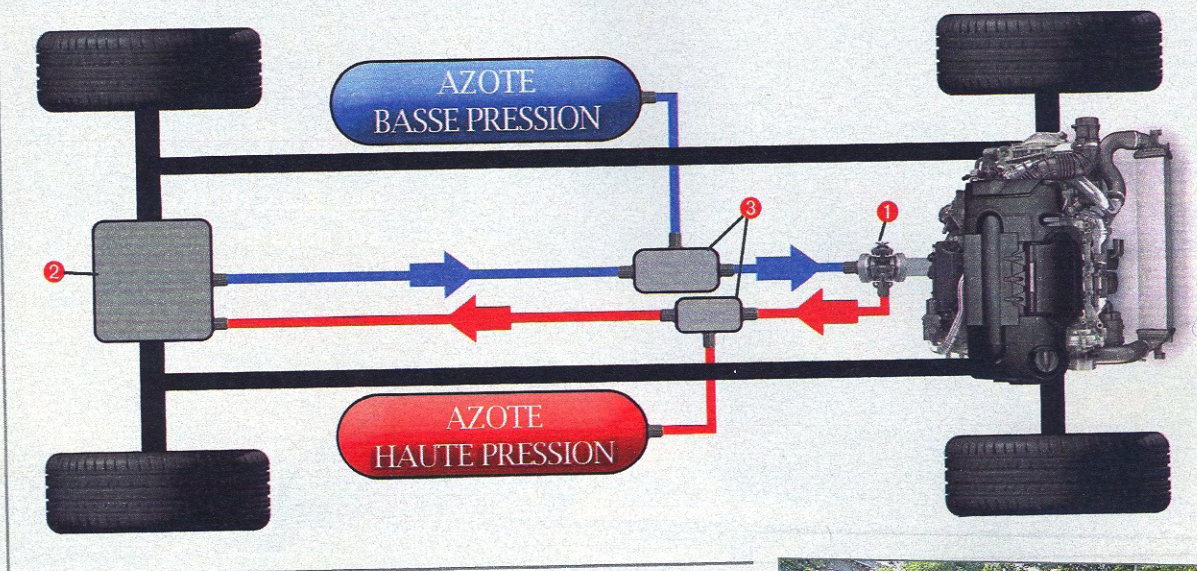 AZOTE
BASSE PRESSION
3
1
2
AZOTE
HAUTE PRESSION